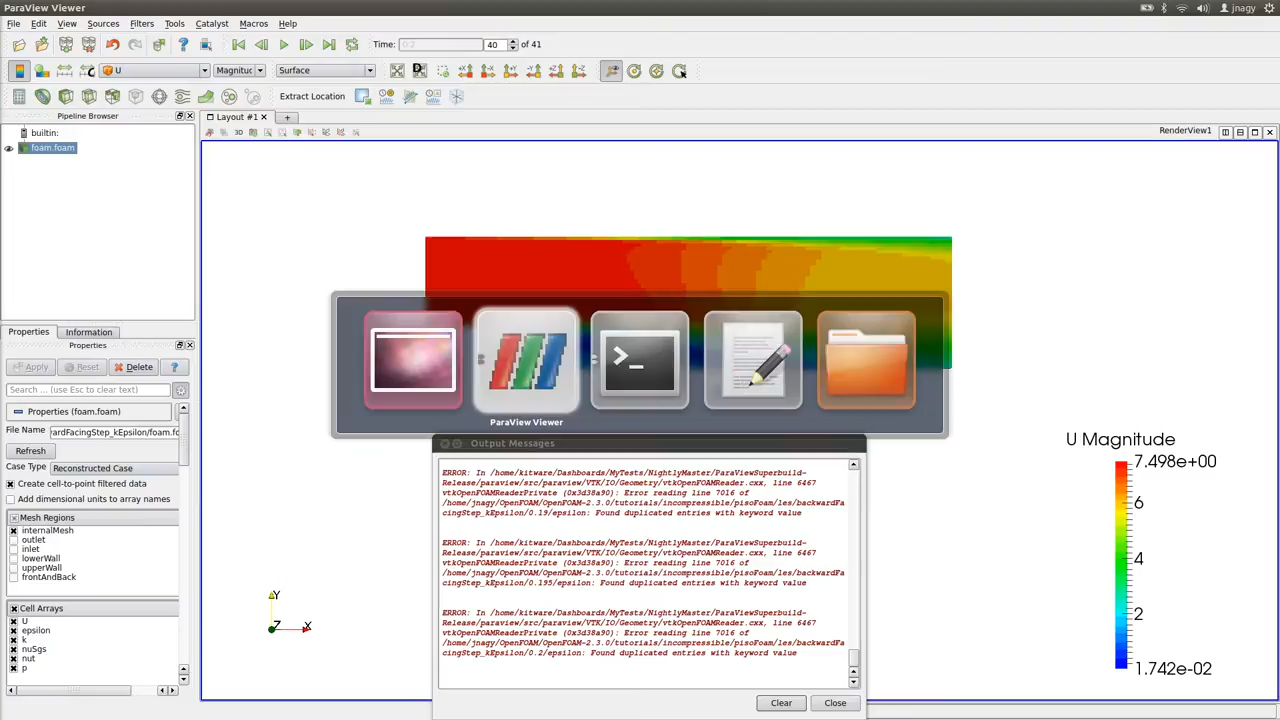 ParaView Viewer
jnagy
File Edit View Sources Filters Tools Catalyst Macros Help
Time: 0.2 40 of 41
U Magnituc Surface
Extract Location
Pipeline Browser
Layout #1 +
3D RenderView1
builtin:
foam.foam
ParaView Viewer
Properties Information
Properties
Apply Reset Delete ?
Search ... (use Esc to clear text)
Properties (foam.foam)
File Name ardFacingStep_kEpsilon/foam.fo
Refresh
Case Type Reconstructed Case
Create cell-to-point filtered data
Add dimensional units to array names
Mesh Regions
internalMesh
outlet
inlet
lowerWall
upperWall
frontAndBack
Cell Arrays
U
epsilon
k
nuSgs
nut
p
Output Messages
ERROR: In /home/kitware/Dashboards/MyTests/NightlyMaster/ParaViewSuperbuild-
Release/paraview/src/paraview/VTK/IO/Geometry/vtkOpenFOAMReader.cxx, line 6467
vtkOpenFOAMReaderPrivate (0x3d38a90): Error reading line 7016 of
/home/jnagy/OpenFOAM/OpenFOAM-2.3.0/tutorials/incompressible/pisoFoam/les/backwardFa
cingStep_kEpsilon/0.19/epsilon: Found duplicated entries with keyword value
ERROR: In /home/kitware/Dashboards/MyTests/NightlyMaster/ParaViewSuperbuild-
Release/paraview/src/paraview/VTK/IO/Geometry/vtkOpenFOAMReader.cxx, line 6467
vtkOpenFOAMReaderPrivate (0x3d38a90): Error reading line 7016 of
/home/jnagy/OpenFOAM/OpenFOAM-2.3.0/tutorials/incompressible/pisoFoam/les/backwardFa
cingStep_kEpsilon/0.195/epsilon: Found duplicated entries with keyword value
ERROR: In /home/kitware/Dashboards/MyTests/NightlyMaster/ParaViewSuperbuild-
Release/paraview/src/paraview/VTK/IO/Geometry/vtkOpenFOAMReader.cxx, line 6467
vtkOpenFOAMReaderPrivate (0x3d38a90): Error reading line 7016 of
/home/jnagy/OpenFOAM/OpenFOAM-2.3.0/tutorials/incompressible/pisoFoam/les/backwardFa
cingStep_kEpsilon/0.2/epsilon: Found duplicated entries with keyword value
Clear Close
Y
Z X
U Magnitude
7.498e+00
6
4
2
1.742e-02